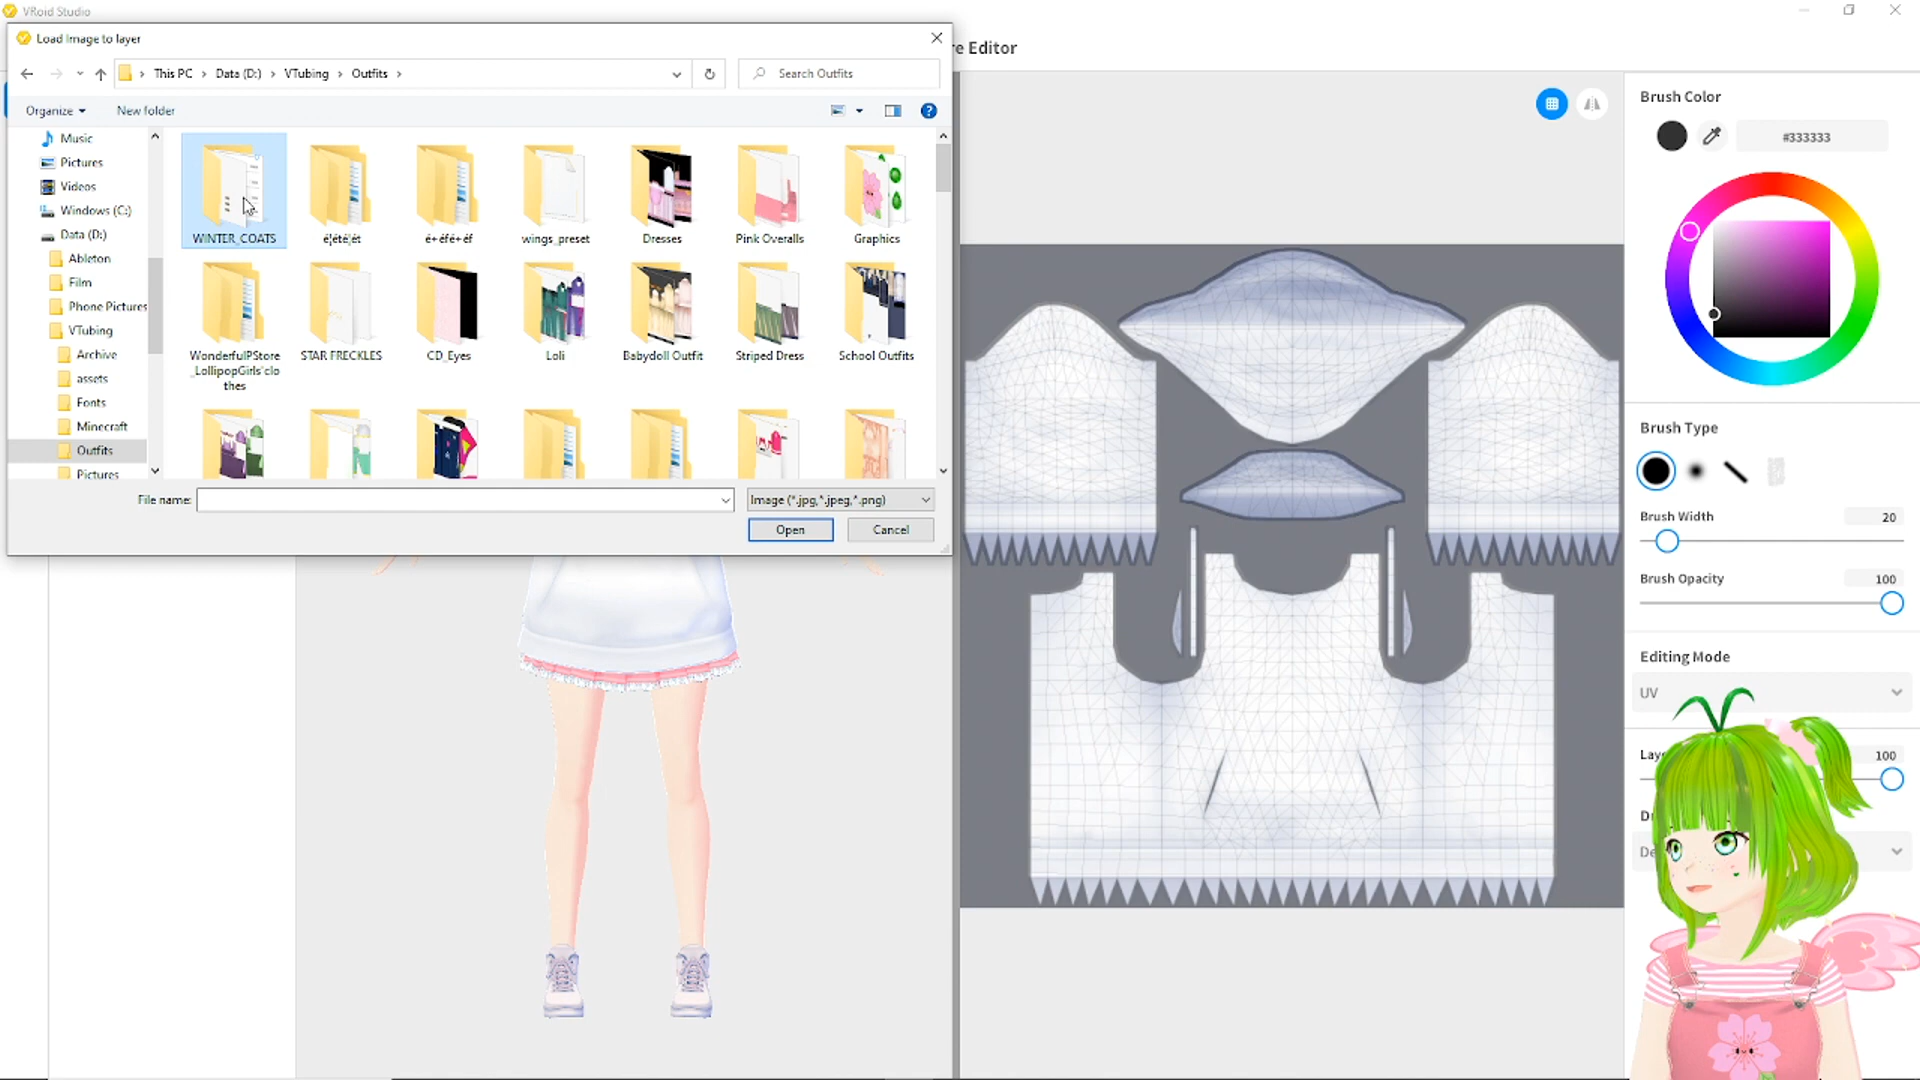 VRoid Studio
Load Image to layer
re Editor
This PC > Data (D:) > VTubing > Outfits >
Search Outfits
Organize
New folder
Music
Pictures
Videos
Windows (C:)
Data (D:)
Ableton
Film
Phone Pictures
VTubing
Archive
assets
Fonts
Minecraft
Outfits
Pictures
WINTER_COATS
é¦été¦ét
é+éfé+éf
wings_preset
Dresses
Pink Overalls
Graphics
WonderfulPStore
_LollipopGirls'clo
thes
STAR FRECKLES
CD_Eyes
Loli
Babydoll Outfit
Striped Dress
School Outfits
File name:
Image (*.jpg,*.jpeg,*.png)
Open
Cancel
Brush Color
#333333
Brush Type
Brush Width
20
Brush Opacity
100
Editing Mode
UV
Lay
100
D
De